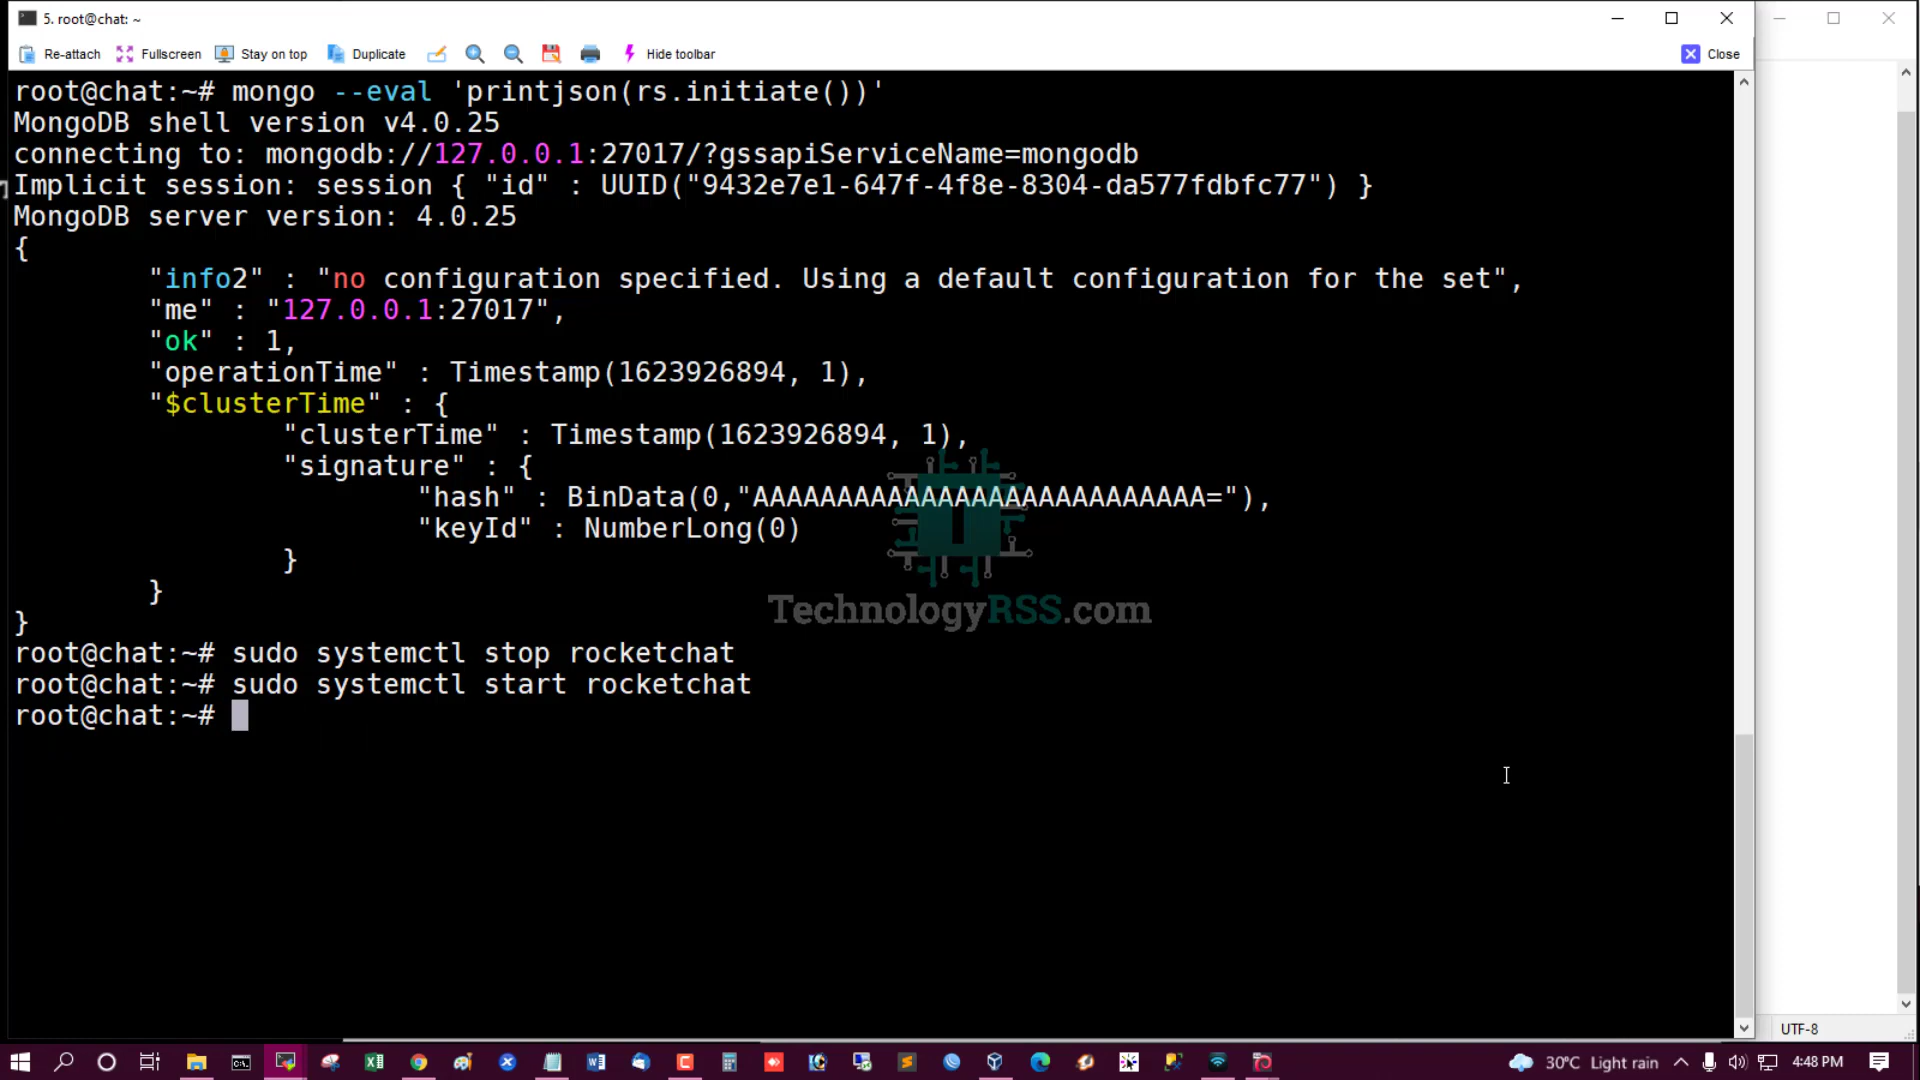 5. root@chat: ~
Re-attach Fullscreen Stay on top Duplicate Hide toolbar Close
root@chat:~# mongo --eval 'printjson(rs.initiate())'
MongoDB shell version v4.0.25
connecting to: mongodb://127.0.0.1:27017/?gssapiServiceName=mongodb
Implicit session: session { "id" : UUID("9432e7e1-647f-4f8e-8304-da577fdbfc77") }
MongoDB server version: 4.0.25
{
"info2" : "no configuration specified. Using a default configuration for the set",
"me" : "127.0.0.1:27017",
"ok" : 1,
"operationTime" : Timestamp(1623926894, 1),
"$clusterTime" : {
"clusterTime" : Timestamp(1623926894, 1),
"signature" : {
"hash" : BinData(0,"AAAAAAAAAAAAAAAAAAAAAAAAAAA="),
"keyId" : NumberLong(0)
}
}
}
TechnologyRSS.com
root@chat:~# sudo systemctl stop rocketchat
root@chat:~# sudo systemctl start rocketchat
root@chat:~#
UTF-8
30°C Light rain 4:48 PM